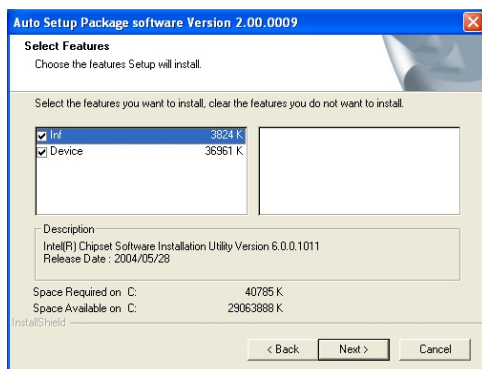 Auto Setup Package software Version 2.00.0009
Select Features
Choose the features Setup will install.
Select the features you want to install, clear the features you do not want to install.
Inf 3824 K
Device 36961 K
Description
Intel(R) Chipset Software Installation Utility Version 6.0.0.1011
Release Date : 2004/05/28
Space Required on C: 40785 K
Space Available on C: 29063888 K
InstallShield
< Back Next > Cancel